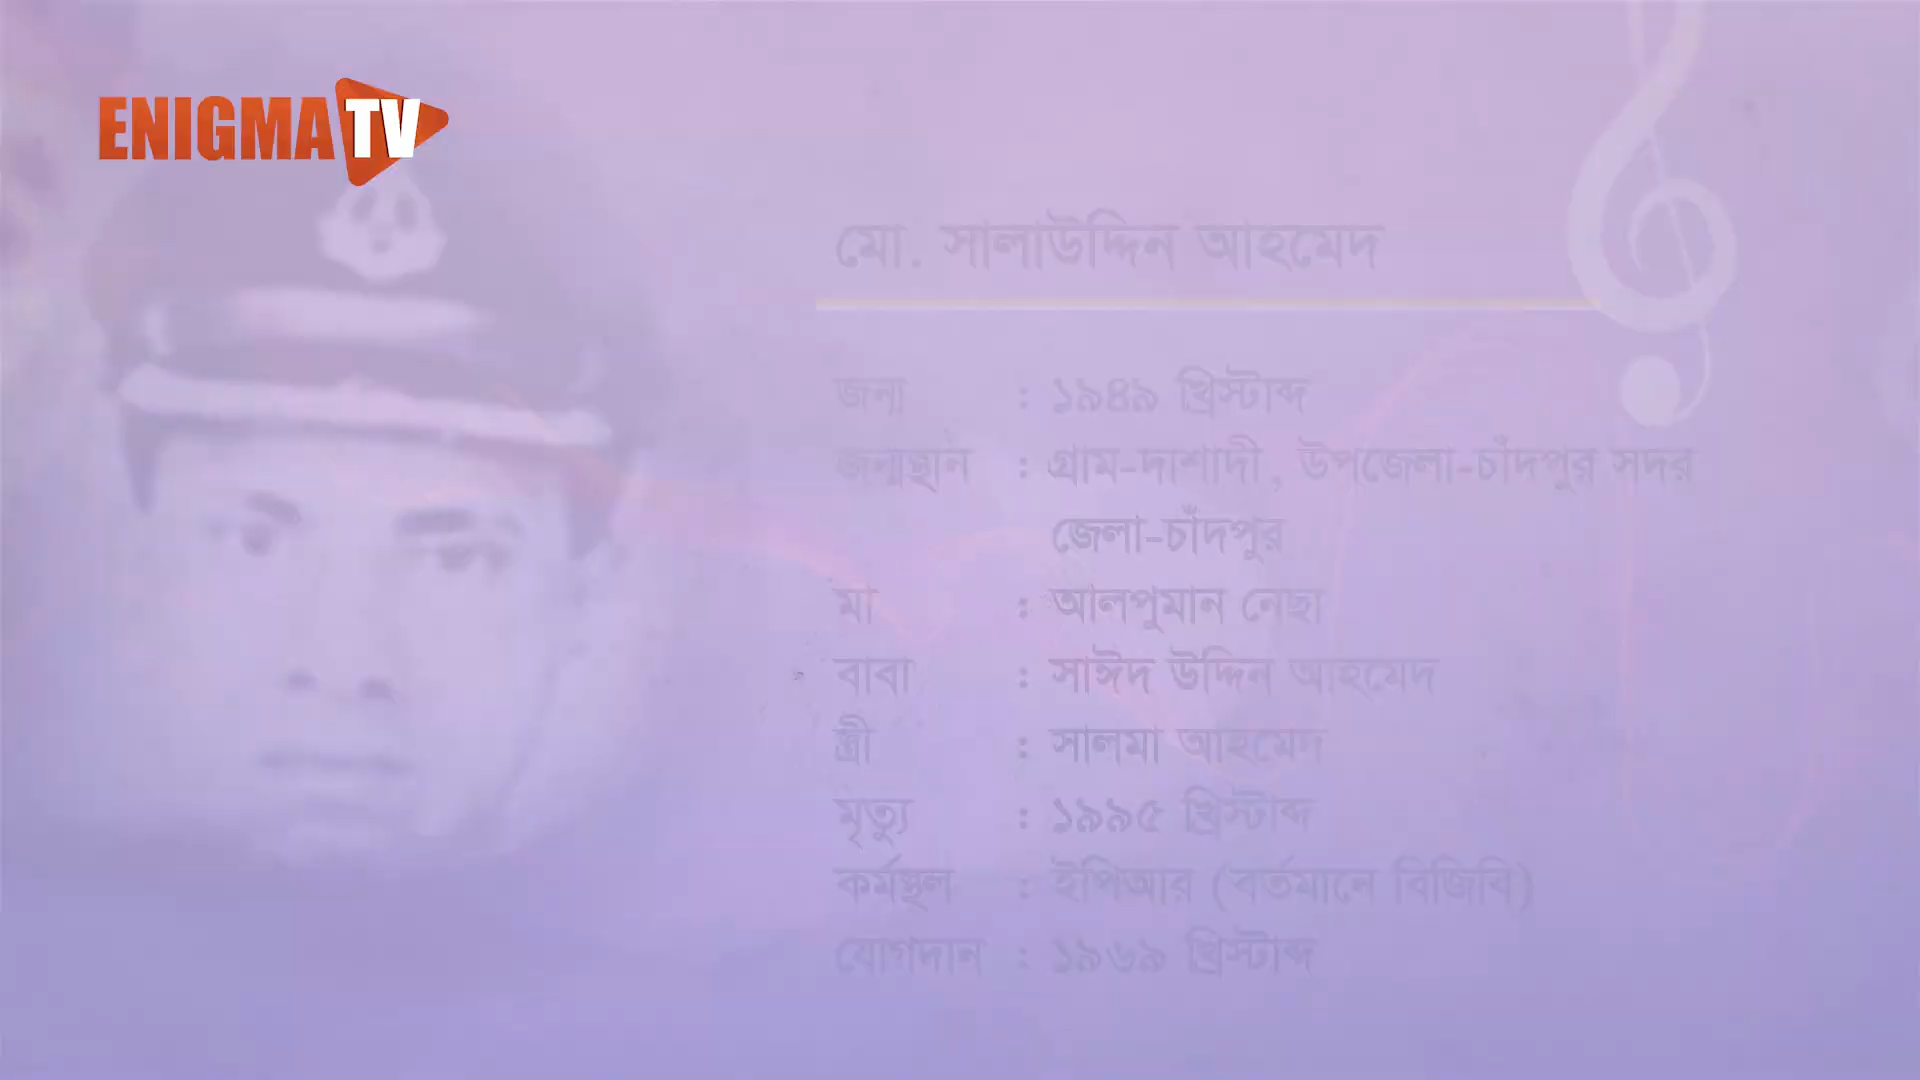 ENIGMA TV
মো. সালাউদ্দিন আহমেদ
জন্ম : ১৯৪৯ খ্রিস্টাব্দ
জন্মস্থান : গ্রাম-দাশাদী, উপজেলা-চাঁদপুর সদর
জেলা-চাঁদপুর
মা : আলপুমান নেছা
বাবা : সাঈদ উদ্দিন আহমেদ
স্ত্রী : সালমা আহমেদ
মৃত্যু : ১৯৯৫ খ্রিস্টাব্দ
কর্মস্থল : ইপিআর (বর্তমানে বিজিবি)
যোগদান : ১৯৬৯ খ্রিস্টাব্দ